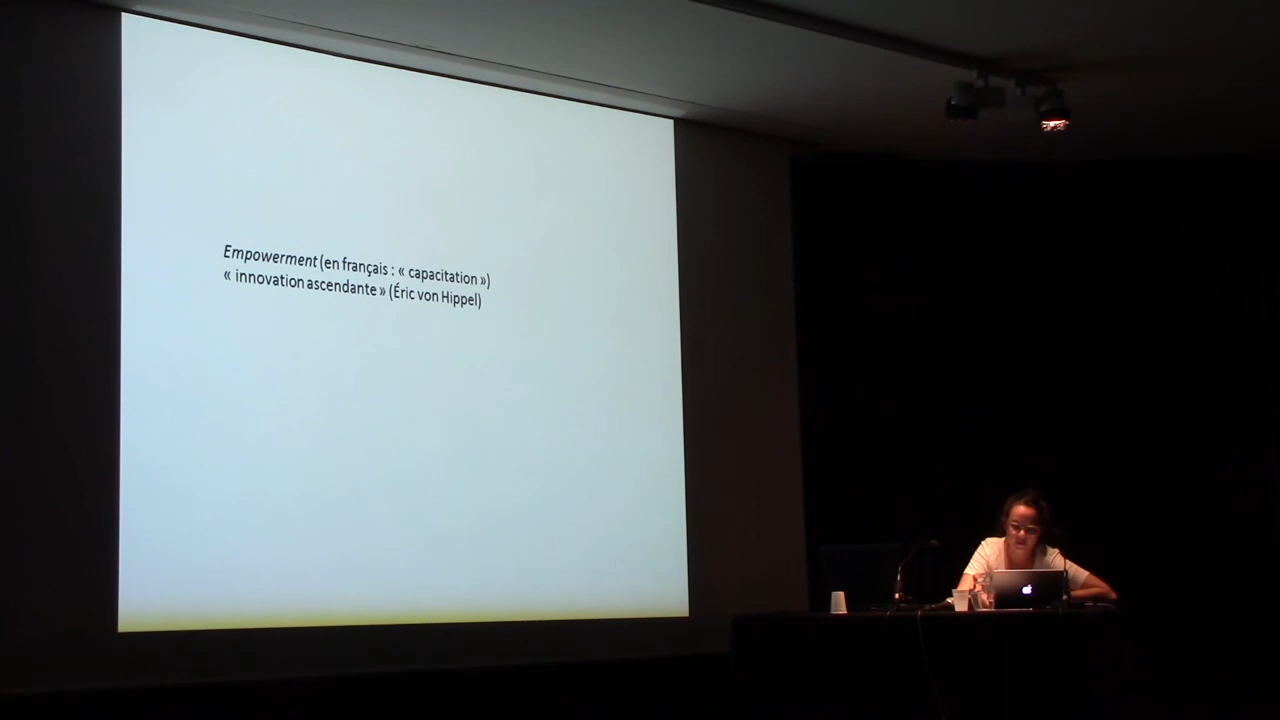 Empowerment (en français : « capacitation »)
« innovation ascendante » (Éric von Hippel)